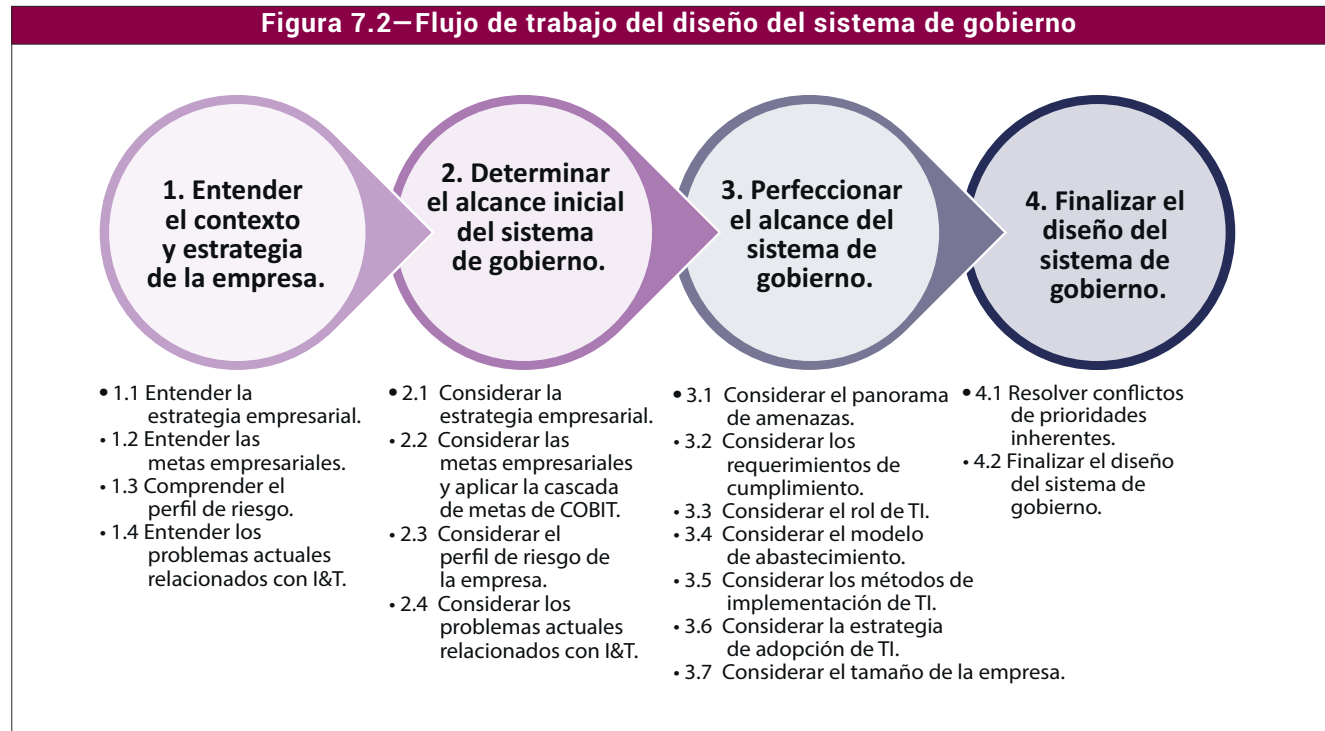 Figura 7.2—Flujo de trabajo del diseño del sistema de gobierno
1. Entender
el contexto
y estrategia
de la empresa.
2. Determinar
el alcance inicial
del sistema
de gobierno.
3. Perfeccionar
el alcance del
sistema de
gobierno.
4. Finalizar el
diseño del
sistema de
gobierno.
• 1.1 Entender la
estrategia empresarial.
• 1.2 Entender las
metas empresariales.
• 1.3 Comprender el
perfil de riesgo.
• 1.4 Entender los
problemas actuales
relacionados con I&T.
• 2.1 Considerar la
estrategia empresarial.
• 2.2 Considerar las
metas empresariales
y aplicar la cascada
de metas de COBIT.
• 2.3 Considerar el
perfil de riesgo de
la empresa.
• 2.4 Considerar los
problemas actuales
relacionados con I&T.
• 3.1 Considerar el panorama
de amenazas.
• 3.2 Considerar los
requerimientos de
cumplimiento.
• 3.3 Considerar el rol de TI.
• 3.4 Considerar el modelo
de abastecimiento.
• 3.5 Considerar los métodos de
implementación de TI.
• 3.6 Considerar la estrategia
de adopción de TI.
• 3.7 Considerar el tamaño de la empresa.
• 4.1 Resolver conflictos
de prioridades
inherentes.
• 4.2 Finalizar el diseño
del sistema de
gobierno.